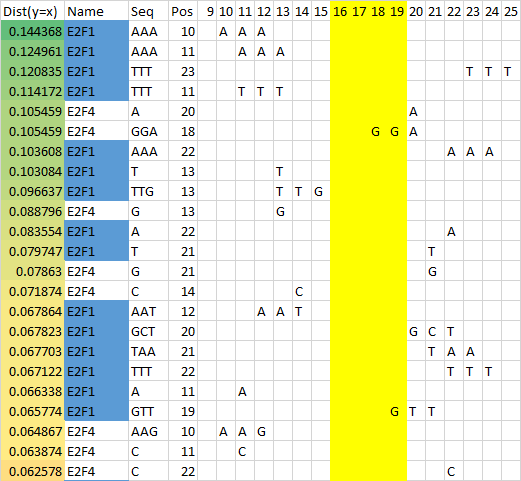 Dist(y=x) Name Seq Pos 9 10 11 12 13 14 15 16 17 18 19 20 21 22 23 24 25
0.144368 E2F1 AAA 10 A A A
0.124961 E2F1 AAA 11 A A A
0.120835 E2F1 TTT 23 T T T
0.114172 E2F1 TTT 11 T T T
0.105459 E2F4 A 20 A
0.105459 E2F4 GGA 18 G G A
0.103608 E2F1 AAA 22 A A A
0.103084 E2F1 T 13 T
0.096637 E2F1 TTG 13 T T G
0.088796 E2F4 G 13 G
0.083554 E2F1 A 22 A
0.079747 E2F1 T 21 T
0.07863 E2F4 G 21 G
0.071874 E2F4 C 14 C
0.067864 E2F1 AAT 12 A A T
0.067823 E2F1 GCT 20 G C T
0.067703 E2F1 TAA 21 T A A
0.067122 E2F1 TTT 22 T T T
0.066338 E2F1 A 11 A
0.065774 E2F1 GTT 19 G T T
0.064867 E2F4 AAG 10 A A G
0.063874 E2F4 C 11 C
0.062578 E2F4 C 22 C